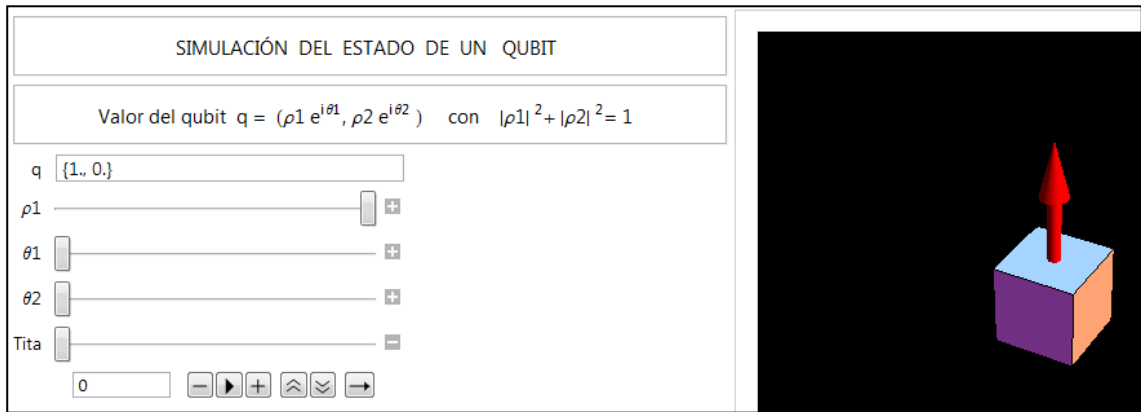 SIMULACIÓN DEL ESTADO DE UN QUBIT
Valor del qubit q = (ρ1 e^iθ1, ρ2 e^iθ2 ) con |ρ1|^2 + |ρ2|^2 = 1
q {1., 0.}
ρ1
θ1
θ2
Tita
0